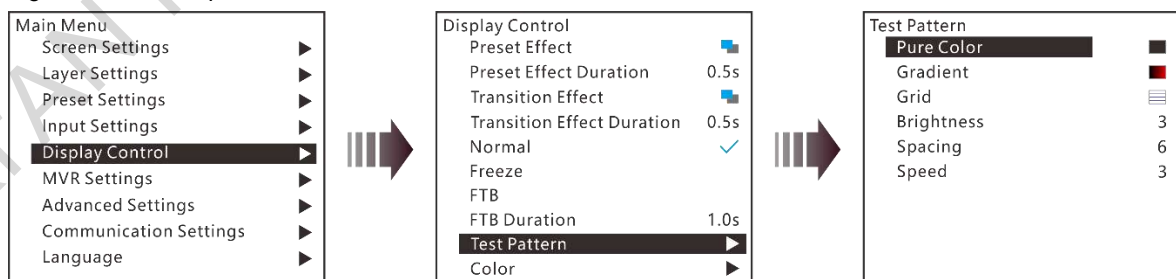 Main Menu
Screen Settings
Layer Settings
Preset Settings
Input Settings
Display Control
MVR Settings
Advanced Settings
Communication Settings
Language
Display Control
Preset Effect
Preset Effect Duration 0.5s
Transition Effect
Transition Effect Duration 0.5s
Normal
Freeze
FTB
FTB Duration 1.0s
Test Pattern
Color
Test Pattern
Pure Color
Gradient
Grid
Brightness 3
Spacing 6
Speed 3